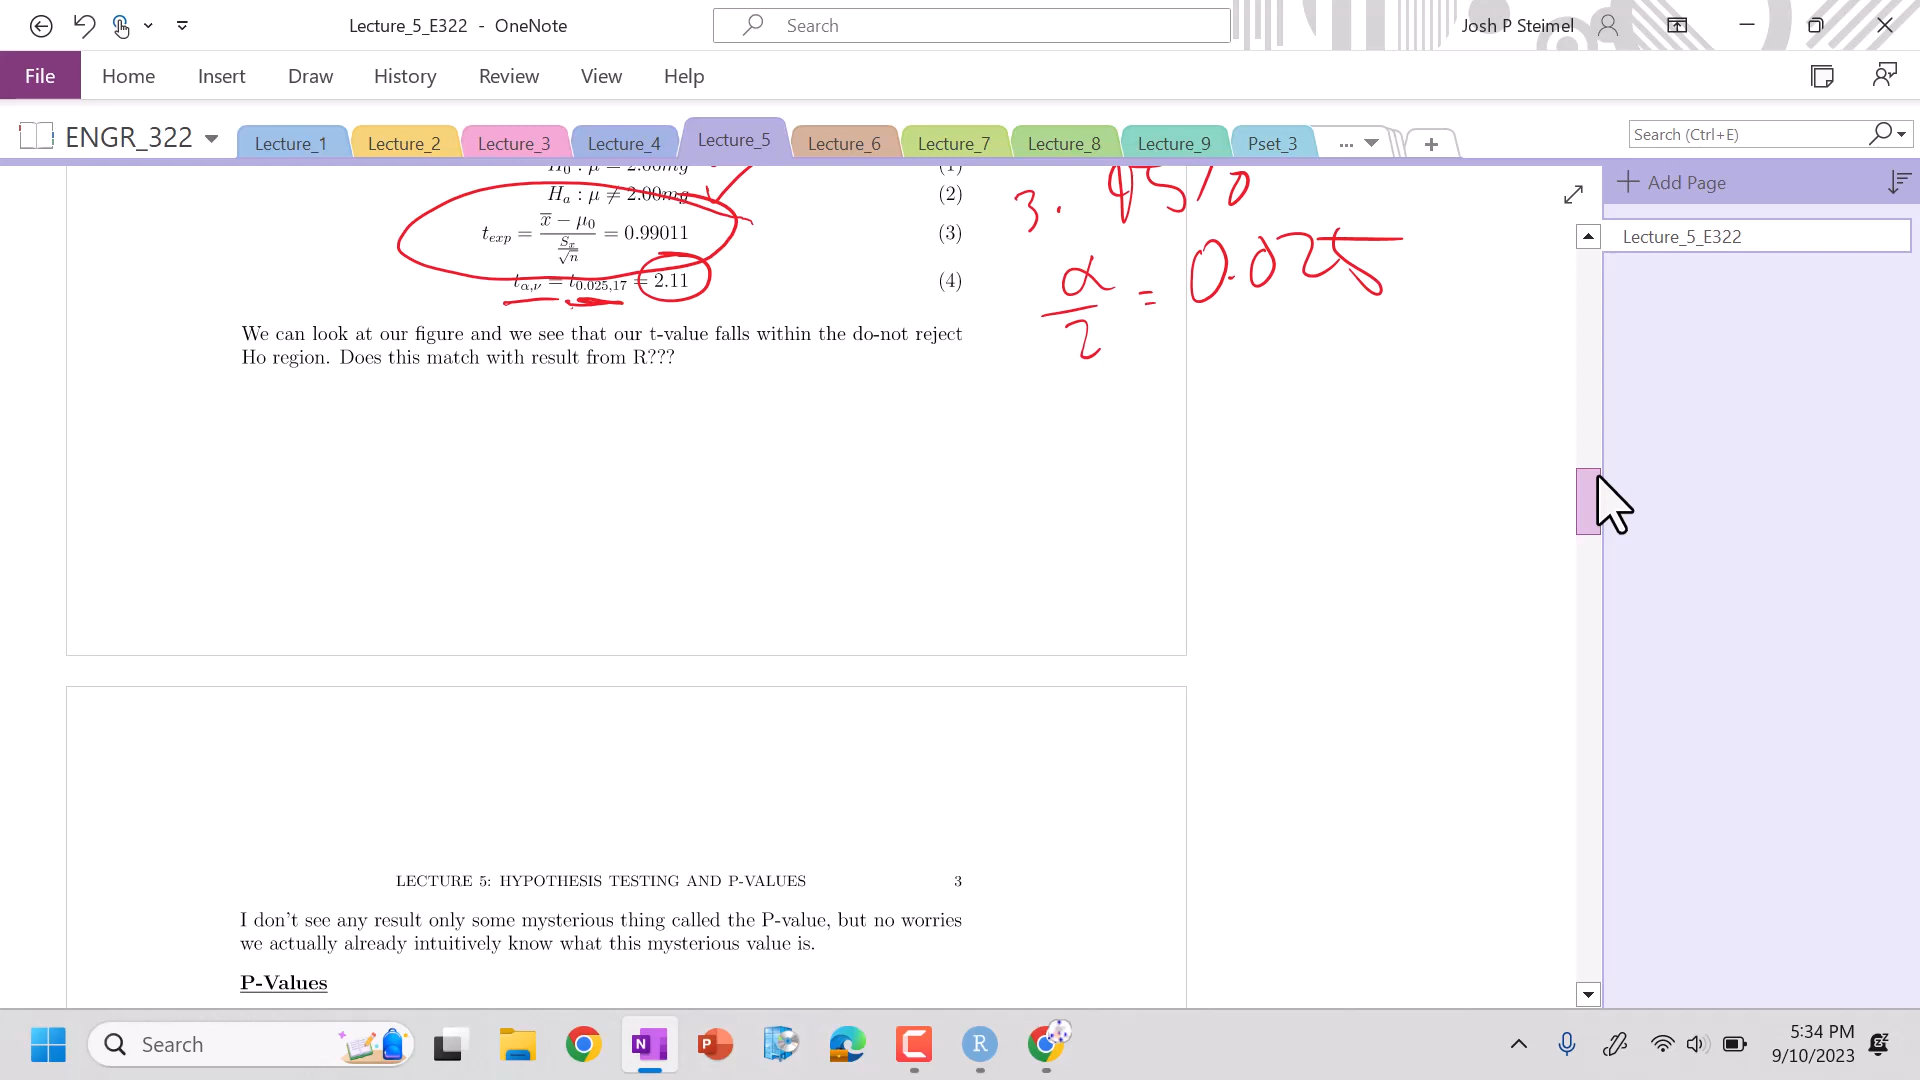 Lecture_5_E322 - OneNote
Search
Josh P Steimel
File Home Insert Draw History Review View Help
ENGR_322
Lecture_1 Lecture_2 Lecture_3 Lecture_4 Lecture_5 Lecture_6 Lecture_7 Lecture_8 Lecture_9 Pset_3 ... +
Search (Ctrl+E)
Add Page
Lecture_5_E322
H₀ : μ = 2.00mg (1)
Hₐ : μ ≠ 2.00mg (2)
t_exp = (x̄ − μ₀) / (Sₓ/√n) = 0.99011 (3)
t_α,ν = t_0.025,17 = 2.11 (4)
3. 95%
α/2 = 0.025
We can look at our figure and we see that our t-value falls within the do-not reject
Ho region. Does this match with result from R???
LECTURE 5: HYPOTHESIS TESTING AND P-VALUES 3
I don't see any result only some mysterious thing called the P-value, but no worries
we actually already intuitively know what this mysterious value is.
P-Values
Search
5:34 PM
9/10/2023